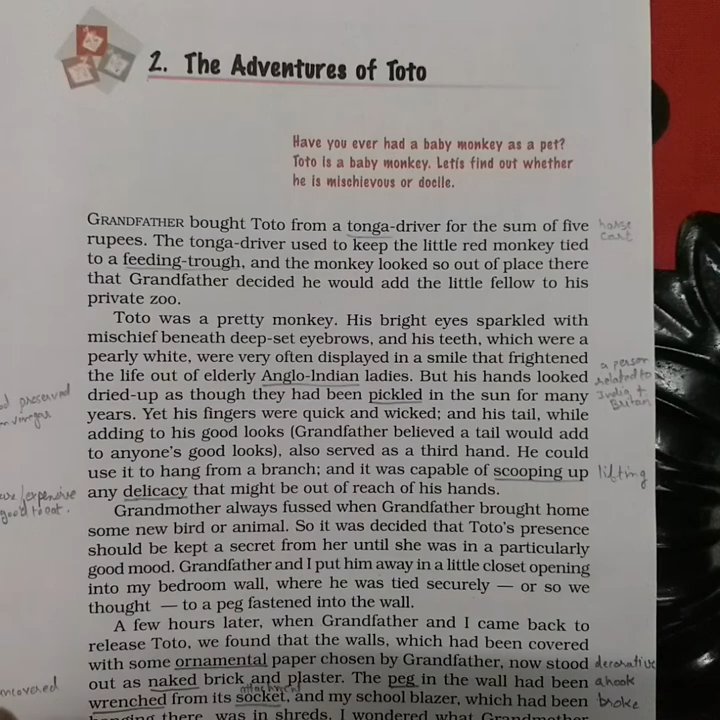 2. The Adventures of Toto
Have you ever had a baby monkey as a pet?
Toto is a baby monkey. Letís find out whether
he is mischievous or docile.
GRANDFATHER bought Toto from a tonga-driver for the sum of five
horse
cart
rupees. The tonga-driver used to keep the little red monkey tied
to a feeding-trough, and the monkey looked so out of place there
that Grandfather decided he would add the little fellow to his
private zoo.
Toto was a pretty monkey. His bright eyes sparkled with
mischief beneath deep-set eyebrows, and his teeth, which were a
pearly white, were very often displayed in a smile that frightened
the life out of elderly Anglo-Indian ladies. But his hands looked
a person
related to
India +
Britain
dried-up as though they had been pickled in the sun for many
preserved
vinegar
years. Yet his fingers were quick and wicked; and his tail, while
adding to his good looks (Grandfather believed a tail would add
to anyone's good looks), also served as a third hand. He could
use it to hang from a branch; and it was capable of scooping up
lifting
any delicacy that might be out of reach of his hands.
expensive
good to eat.
Grandmother always fussed when Grandfather brought home
some new bird or animal. So it was decided that Toto's presence
should be kept a secret from her until she was in a particularly
good mood. Grandfather and I put him away in a little closet opening
into my bedroom wall, where he was tied securely — or so we
thought — to a peg fastened into the wall.
A few hours later, when Grandfather and I came back to
release Toto, we found that the walls, which had been covered
with some ornamental paper chosen by Grandfather, now stood
decorative
out as naked brick and plaster. The peg in the wall had been
a hook
attachment
wrenched from its socket, and my school blazer, which had been
broke
hanging there, was in shreds. I wondered what Grandmother